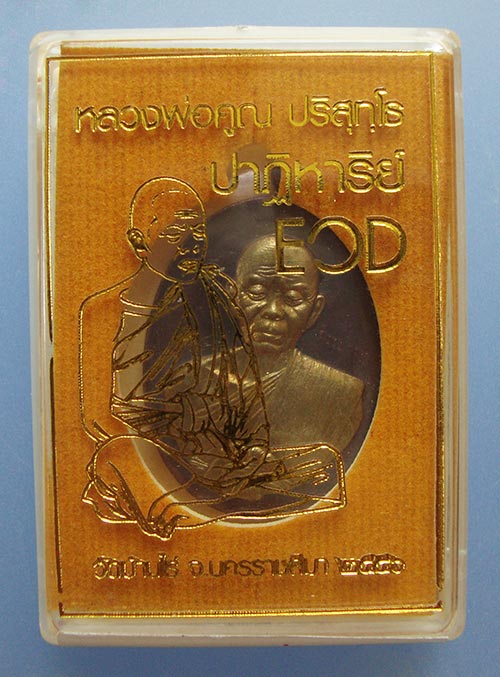 หลวงพ่อคูณ ปริสุทฺโธ
ปาฏิหาริย์
EOD
วัดบ้านไร่ จ.นครราชสีมา ๒๕๕๖